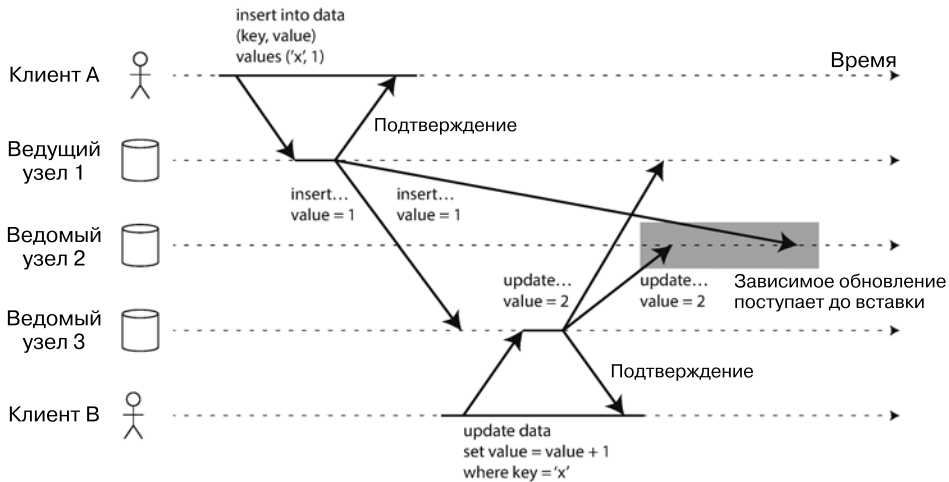 insert into data
(key, value)
values (‘x’, 1)
Время
Клиент A
Подтверждение
Ведущий
узел 1
insert…
value = 1
insert…
value = 1
Ведомый
узел 2
update…
value = 2
update…
value = 2
Зависимое обновление
поступает до вставки
Ведомый
узел 3
Подтверждение
Клиент B
update data
set value = value + 1
where key = ‘x’